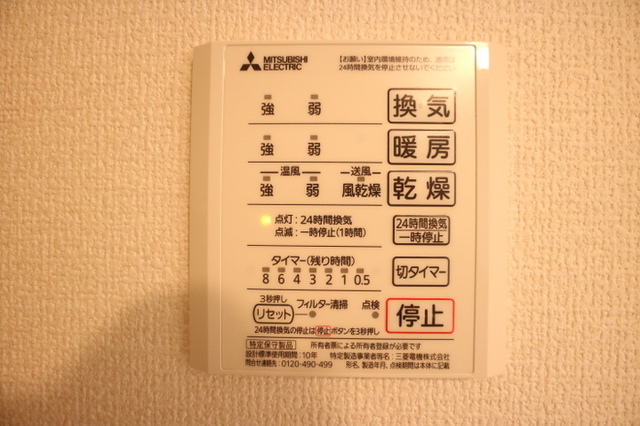 MITSUBISHI
ELECTRIC
【お願い】室内環境維持のため、通常は
24時間換気を停止させないでください
強 弱 換気
強 弱 暖房
温風 送風
強 弱 風乾燥 乾燥
点灯：24時間換気
点滅：一時停止(1時間)
24時間換気
一時停止
タイマー(残り時間)
8 6 4 3 2 1 0.5
切タイマー
3秒押し
リセット フィルター清掃 点検
停止
24時間換気の停止は停止ボタンを3秒押し
特定保守製品 所有者票による所有者登録が必要です
設計標準使用期間：10年 特定製造事業者等名：三菱電機株式会社
問合せ連絡先：0120-490-499 形名、製造年月、点検期間は本体に記載